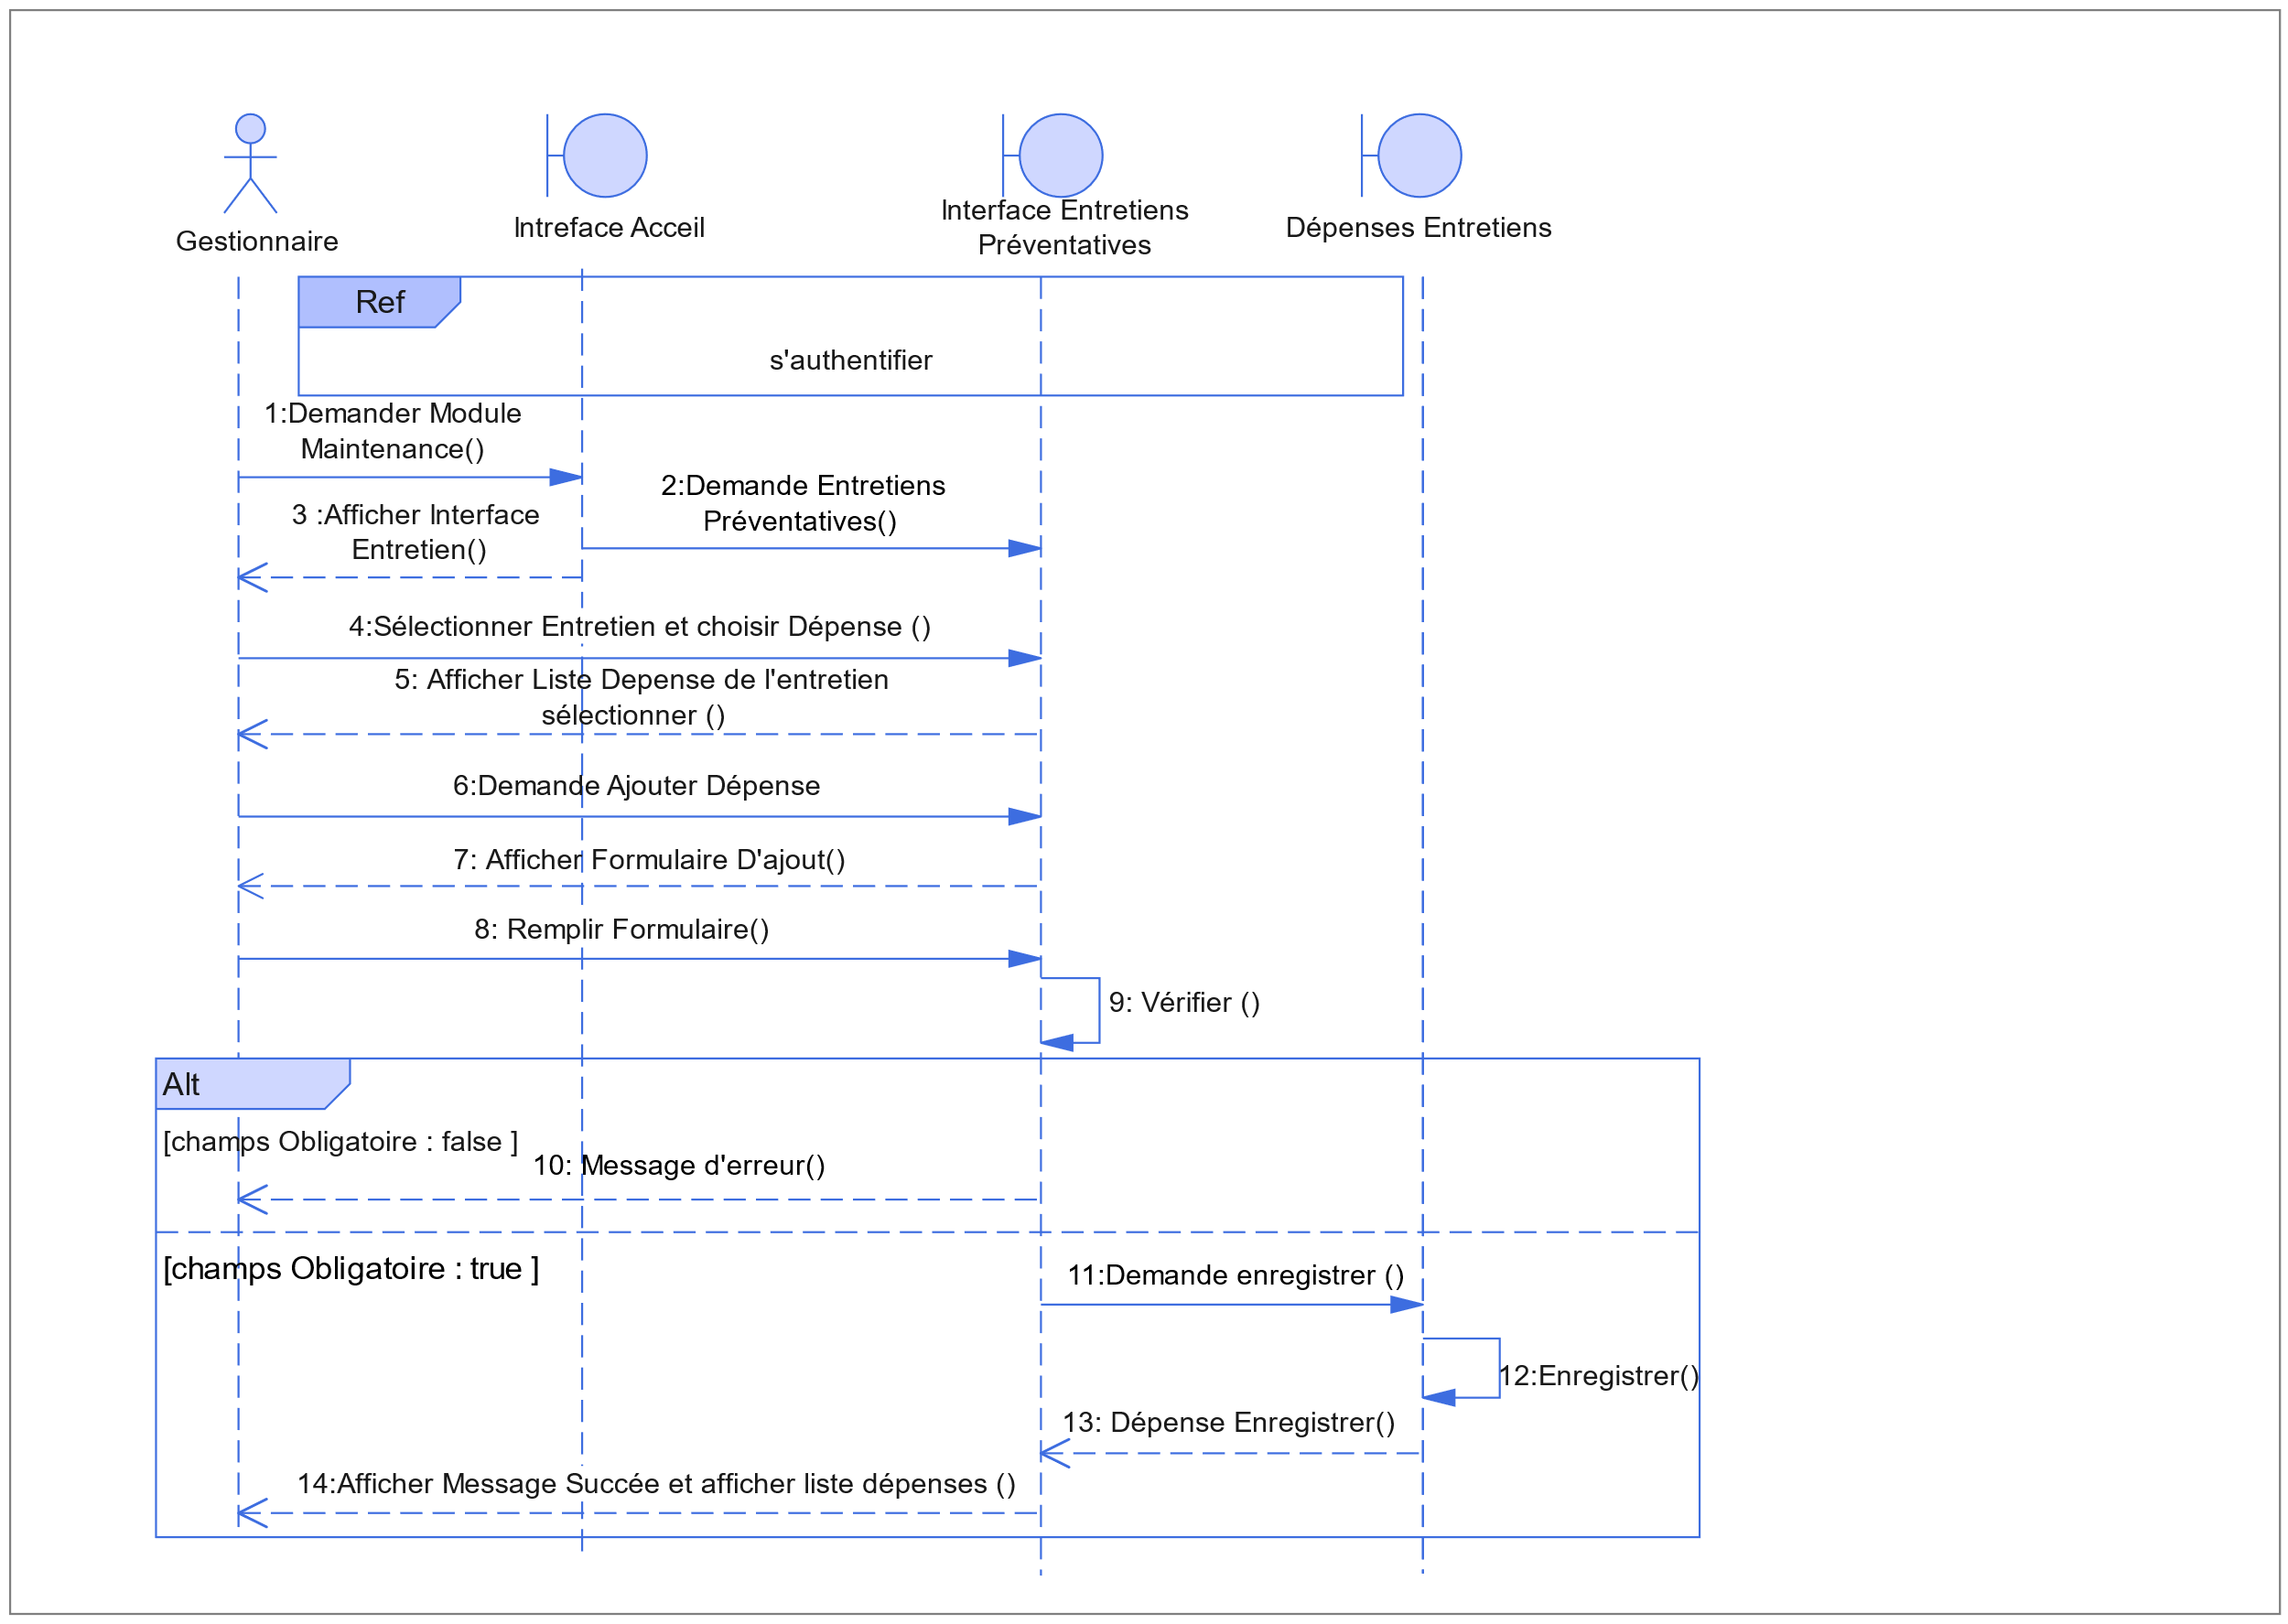 Gestionnaire
Intreface Acceil
Interface Entretiens
Préventatives
Dépenses Entretiens
Ref
s'authentifier
1:Demander Module
Maintenance()
2:Demande Entretiens
Préventatives()
3 :Afficher Interface
Entretien()
4:Sélectionner Entretien et choisir Dépense ()
5: Afficher Liste Depense de l'entretien
sélectionner ()
6:Demande Ajouter Dépense
7: Afficher Formulaire D'ajout()
8: Remplir Formulaire()
9: Vérifier ()
Alt
[champs Obligatoire : false ]
10: Message d'erreur()
[champs Obligatoire : true ]
11:Demande enregistrer ()
12:Enregistrer()
13: Dépense Enregistrer()
14:Afficher Message Succée et afficher liste dépenses ()